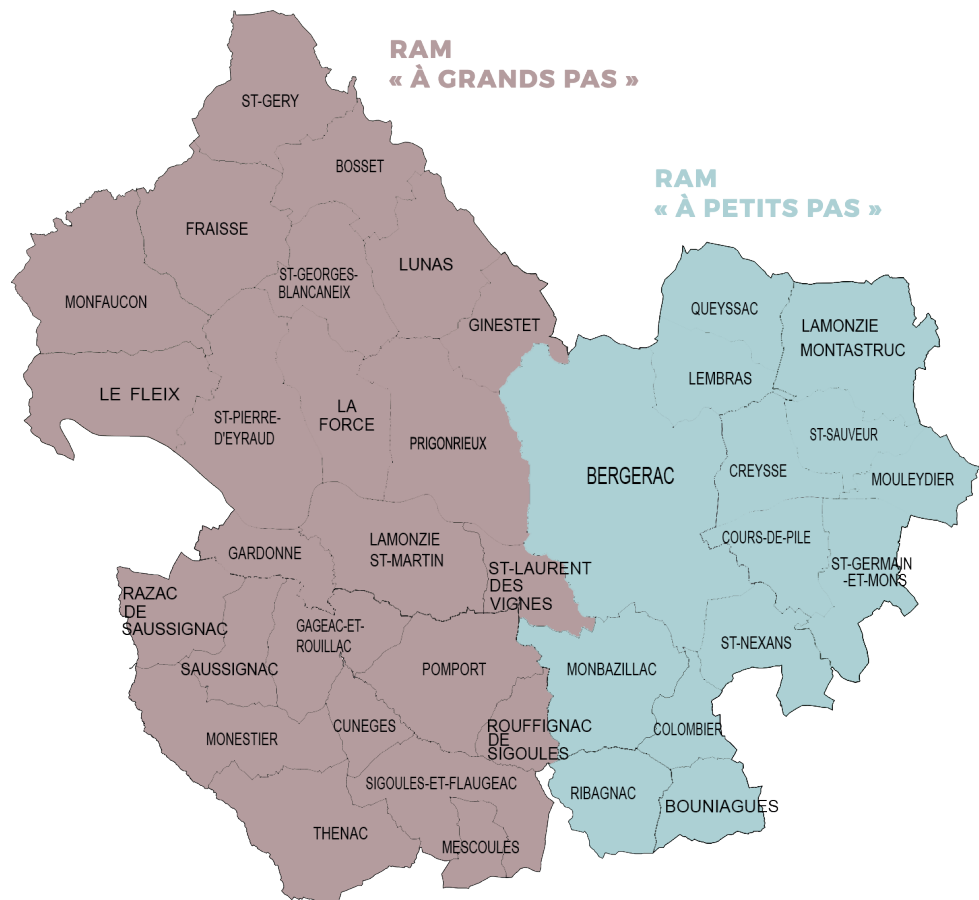 RAM
« À GRANDS PAS »
ST-GERY
BOSSET
FRAISSE
LUNAS
ST-GEORGES-
BLANCANEIX
MONFAUCON
GINESTET
LE FLEIX
ST-PIERRE-
D'EYRAUD
LA
FORCE
PRIGONRIEUX
GARDONNE
LAMONZIE
ST-MARTIN
ST-LAURENT
DES
VIGNES
RAZAC
DE
SAUSSIGNAC
SAUSSIGNAC
GAGEAC-ET-
ROUILLAC
POMPORT
MONESTIER
CUNEGES
ROUFFIGNAC
DE
SIGOULES
SIGOULES-ET-FLAUGEAC
THENAC
MESCOULES
RAM
« À PETITS PAS »
QUEYSSAC
LAMONZIE
MONTASTRUC
LEMBRAS
ST-SAUVEUR
BERGERAC
CREYSSE
MOULEYDIER
COURS-DE-PILE
ST-GERMAIN
-ET-MONS
ST-NEXANS
MONBAZILLAC
COLOMBIER
RIBAGNAC
BOUNIAGUES